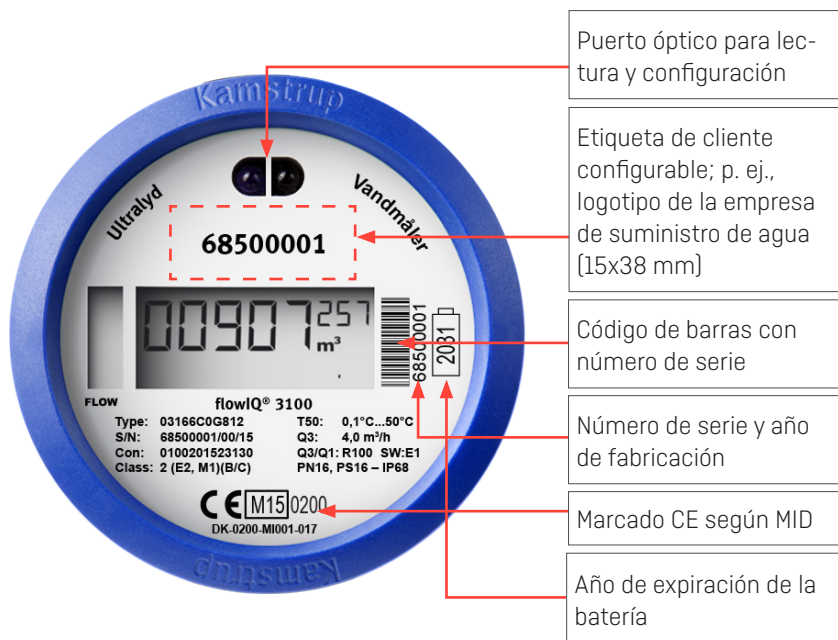 Puerto óptico para lec-
tura y configuración
Etiqueta de cliente
configurable; p. ej.,
logotipo de la empresa
de suministro de agua
(15x38 mm)
Código de barras con
número de serie
Número de serie y año
de fabricación
Marcado CE según MID
Año de expiración de la
batería
Kamstrup
Ultralyd
Vandmåler
68500001
00907257
m³
68500001
2031
FLOW
flowIQ® 3100
Type: 03166C0G812 T50: 0,1°C...50°C
S/N: 68500001/00/15 Q3: 4,0 m³/h
Con: 0100201523130 Q3/Q1: R100 SW:E1
Class: 2 (E2, M1)(B/C) PN16, PS16 – IP68
CE M15 0200
DK-0200-MI001-017
Kamstrup